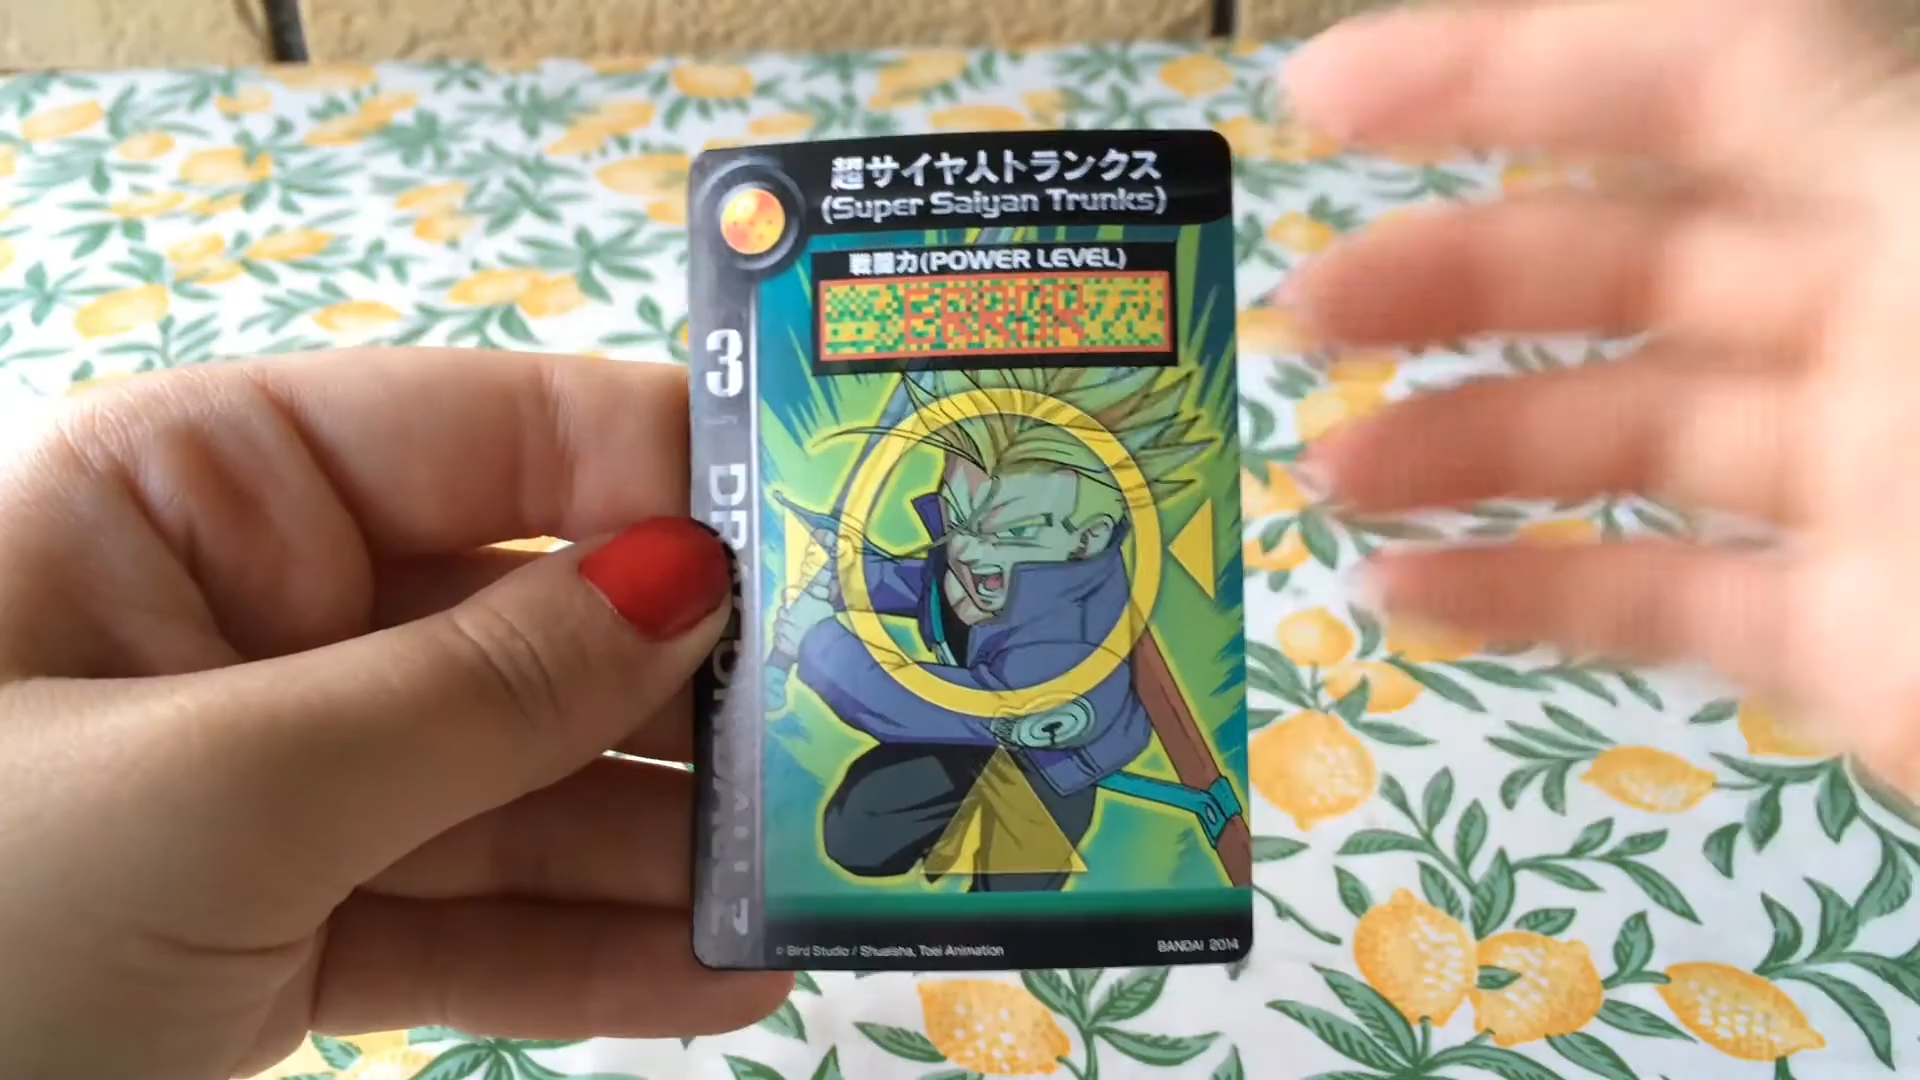 超サイヤ人トランクス
(Super Saiyan Trunks)
戦闘力(POWER LEVEL)
ERROR
3
© Bird Studio / Shueisha, Toei Animation
BANDAI 2014